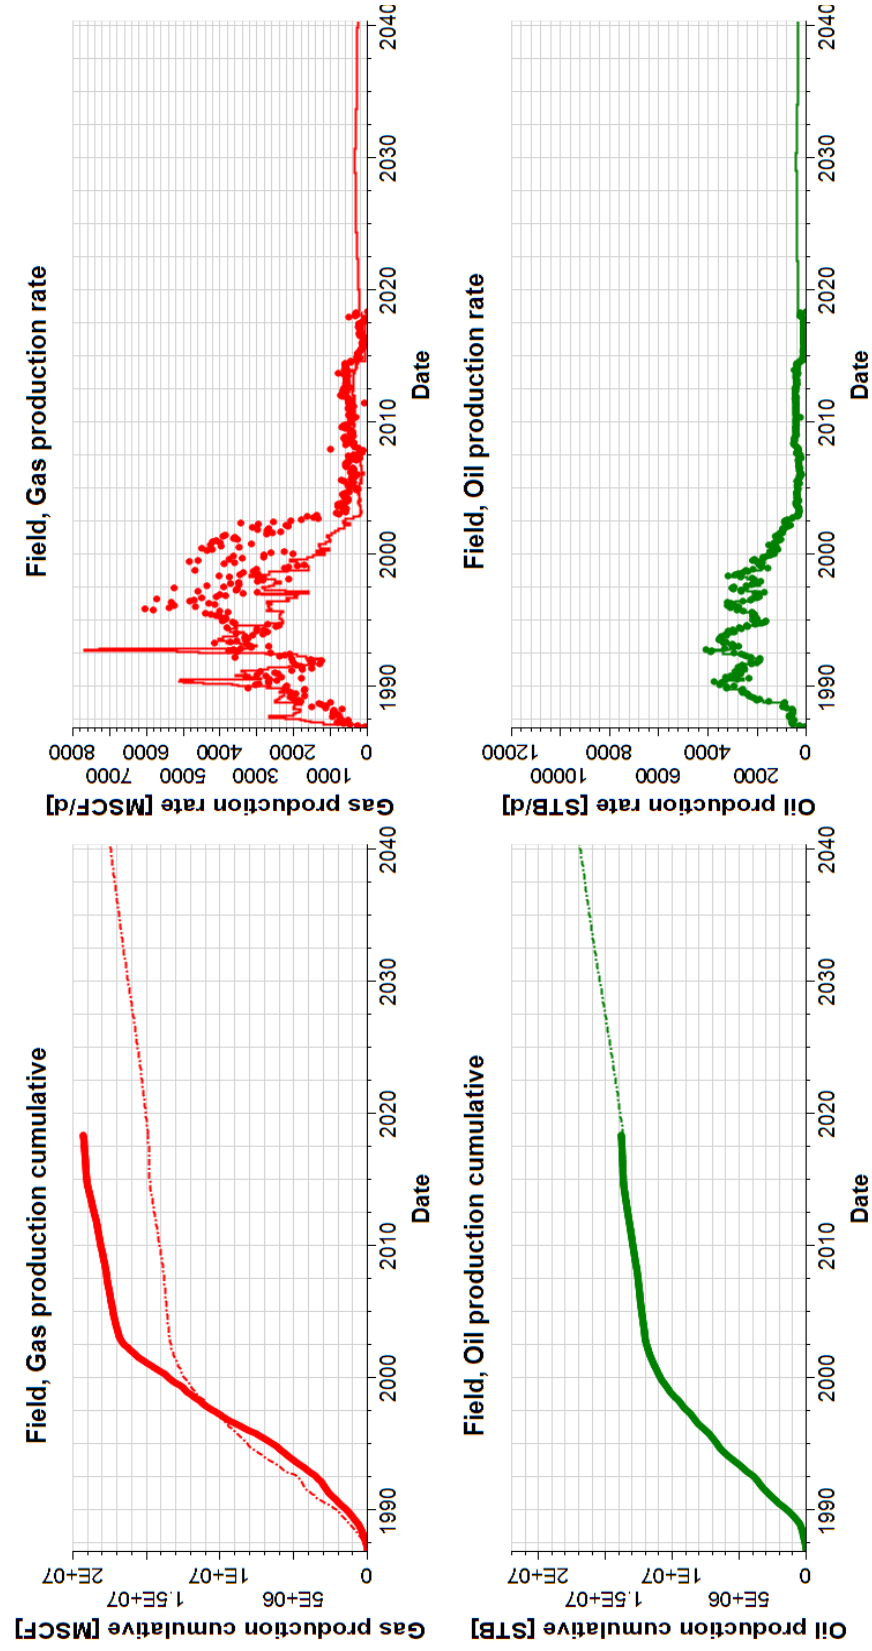 Field, Gas production cumulative
Gas production cumulative [MSCF]
2E+07
1.5E+07
1E+07
5E+06
0
1990
2000
2010
2020
2030
2040
Date
Field, Gas production rate
Gas production rate [MSCF/d]
8000
7000
6000
5000
4000
3000
2000
1000
0
1990
2000
2010
2020
2030
2040
Date
Field, Oil production cumulative
Oil production cumulative [STB]
2E+07
1.5E+07
1E+07
5E+06
0
1990
2000
2010
2020
2030
2040
Date
Field, Oil production rate
Oil production rate [STB/d]
12000
10000
8000
6000
4000
2000
0
1990
2000
2010
2020
2030
2040
Date